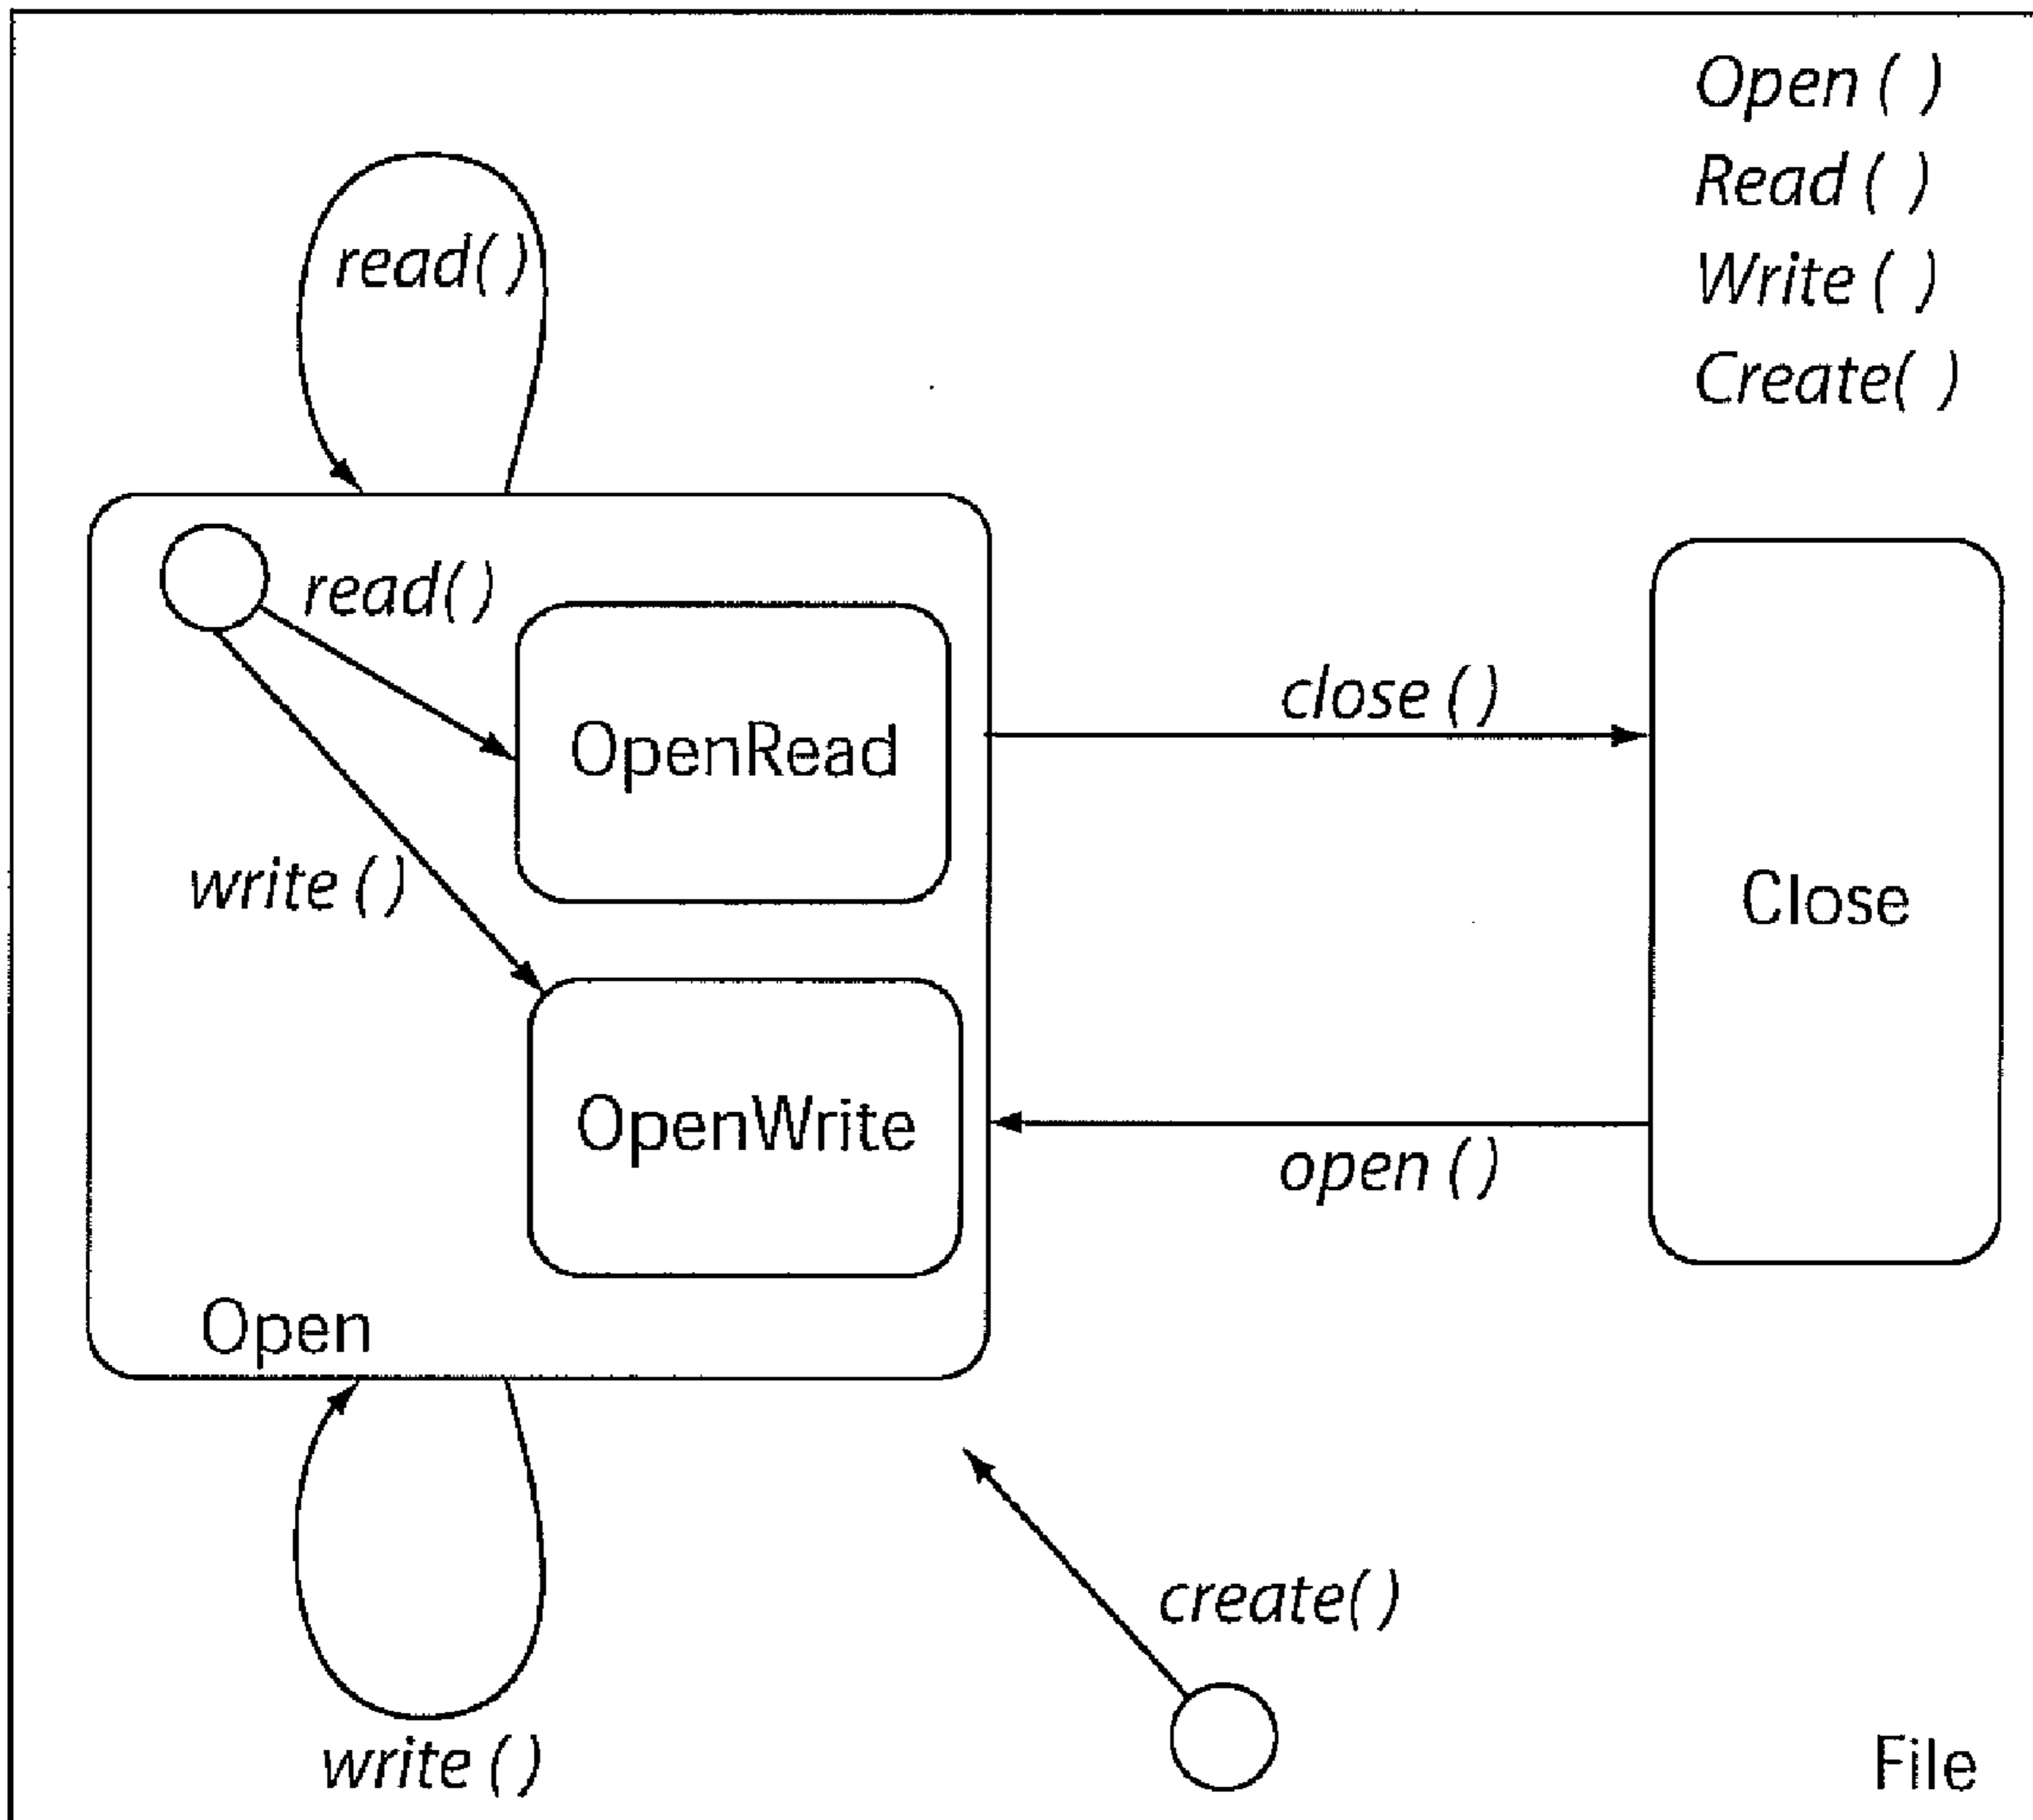 Open ( )
Read ( )
Write ( )
Create( )
read( )
read( )
OpenRead
close ( )
write ( )
Close
OpenWrite
open ( )
Open
create( )
write ( )
File